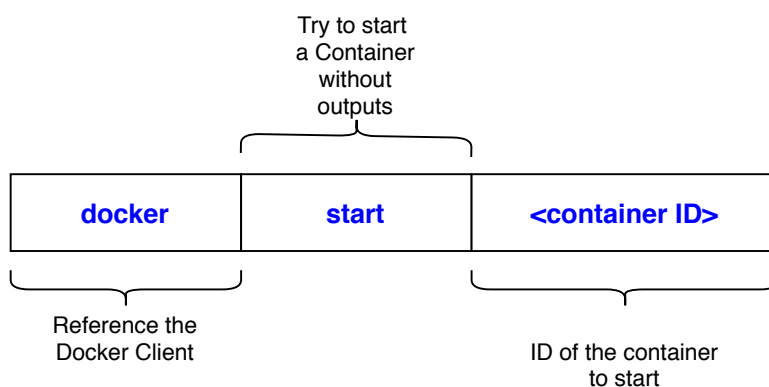 Try to start
a Container
without
outputs
docker
start
<container ID>
Reference the
Docker Client
ID of the container
to start